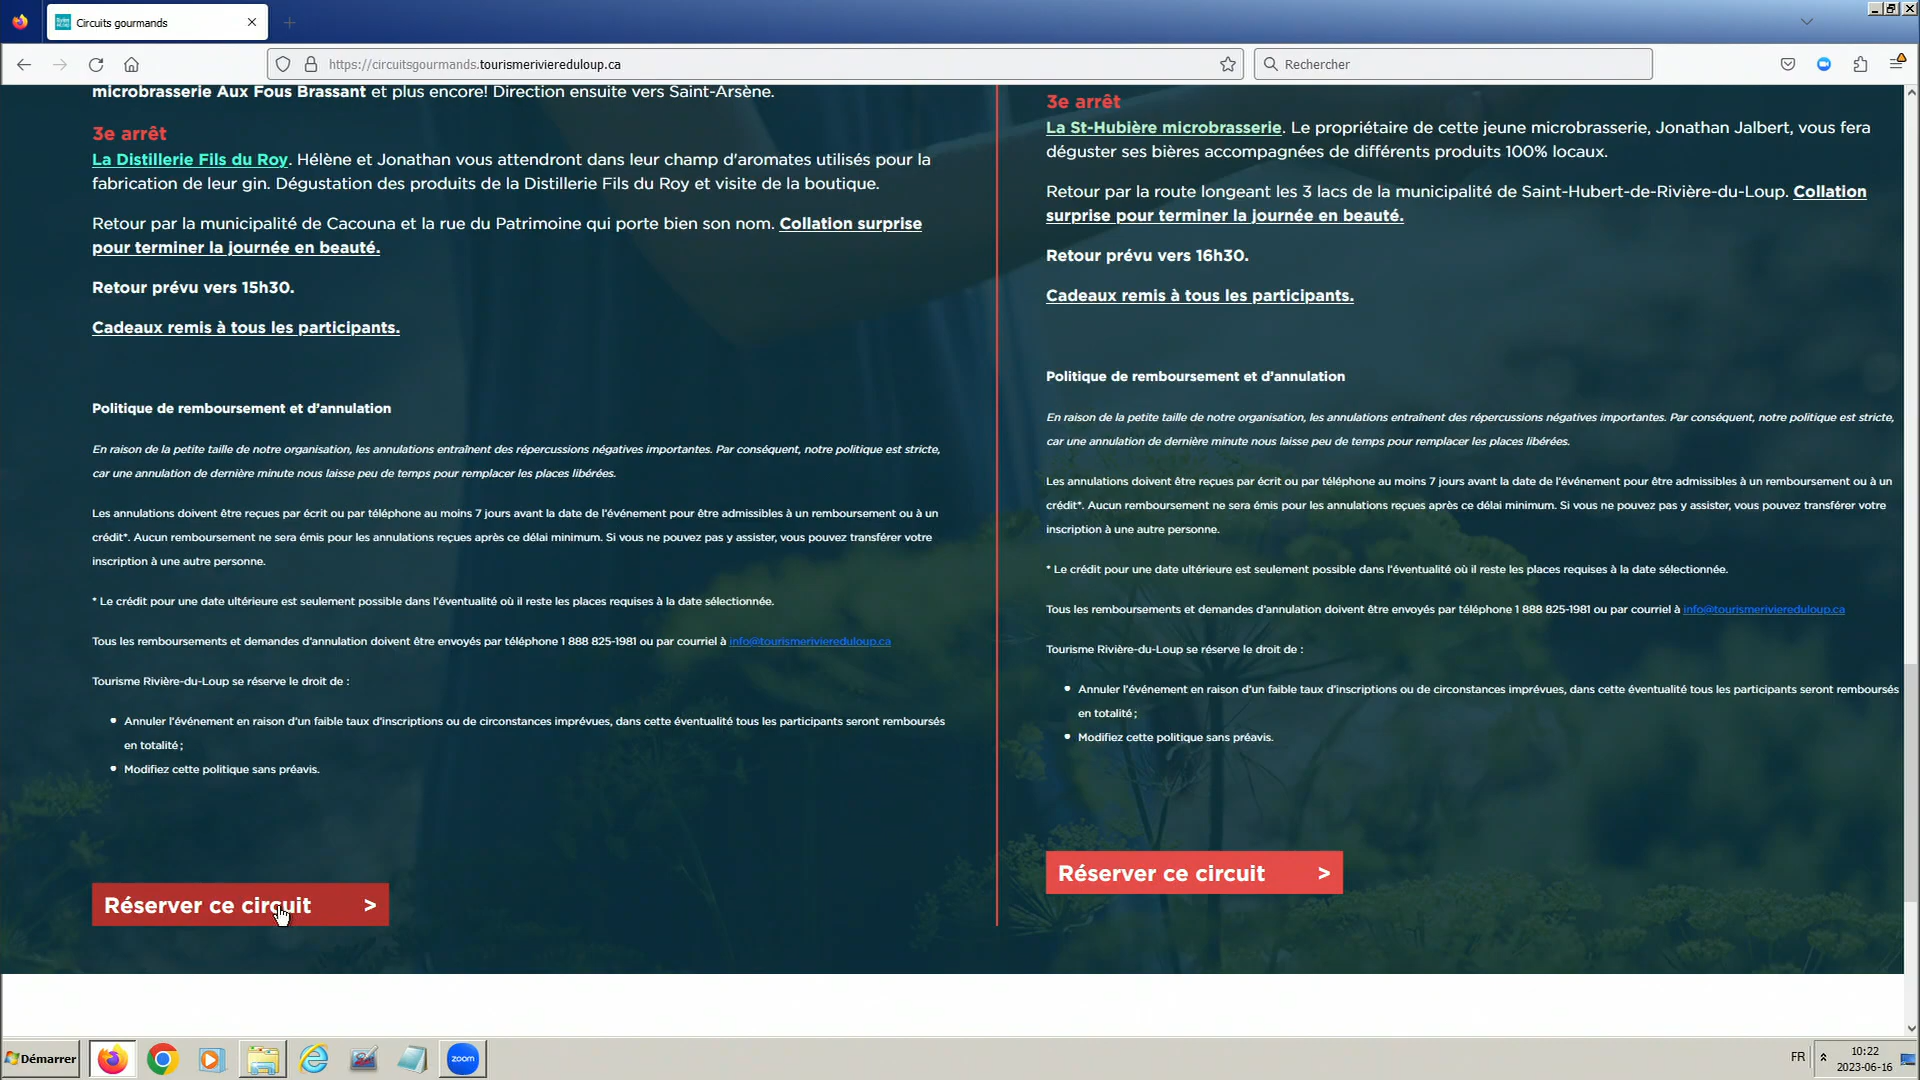 Circuits gourmands
https://circuitsgourmands.tourismeriviereduloup.ca
Rechercher
microbrasserie Aux Fous Brassant et plus encore! Direction ensuite vers Saint-Arsène.
3e arrêt
La Distillerie Fils du Roy. Hélène et Jonathan vous attendront dans leur champ d'aromates utilisés pour la
fabrication de leur gin. Dégustation des produits de la Distillerie Fils du Roy et visite de la boutique.
Retour par la municipalité de Cacouna et la rue du Patrimoine qui porte bien son nom. Collation surprise
pour terminer la journée en beauté.
Retour prévu vers 15h30.
Cadeaux remis à tous les participants.
Politique de remboursement et d'annulation
En raison de la petite taille de notre organisation, les annulations entraînent des répercussions négatives importantes. Par conséquent, notre politique est stricte,
car une annulation de dernière minute nous laisse peu de temps pour remplacer les places libérées.
Les annulations doivent être reçues par écrit ou par téléphone au moins 7 jours avant la date de l'événement pour être admissibles à un remboursement ou à un
crédit*. Aucun remboursement ne sera émis pour les annulations reçues après ce délai minimum. Si vous ne pouvez pas y assister, vous pouvez transférer votre
inscription à une autre personne.
* Le crédit pour une date ultérieure est seulement possible dans l'éventualité où il reste les places requises à la date sélectionnée.
Tous les remboursements et demandes d'annulation doivent être envoyés par téléphone 1 888 825-1981 ou par courriel à info@tourismeriviereduloup.ca
Tourisme Rivière-du-Loup se réserve le droit de :
• Annuler l'événement en raison d'un faible taux d'inscriptions ou de circonstances imprévues, dans cette éventualité tous les participants seront remboursés
en totalité ;
• Modifiez cette politique sans préavis.
Réserver ce circuit >
3e arrêt
La St-Hubière microbrasserie. Le propriétaire de cette jeune microbrasserie, Jonathan Jalbert, vous fera
déguster ses bières accompagnées de différents produits 100% locaux.
Retour par la route longeant les 3 lacs de la municipalité de Saint-Hubert-de-Rivière-du-Loup. Collation
surprise pour terminer la journée en beauté.
Retour prévu vers 16h30.
Cadeaux remis à tous les participants.
Politique de remboursement et d'annulation
En raison de la petite taille de notre organisation, les annulations entraînent des répercussions négatives importantes. Par conséquent, notre politique est stricte,
car une annulation de dernière minute nous laisse peu de temps pour remplacer les places libérées.
Les annulations doivent être reçues par écrit ou par téléphone au moins 7 jours avant la date de l'événement pour être admissibles à un remboursement ou à un
crédit*. Aucun remboursement ne sera émis pour les annulations reçues après ce délai minimum. Si vous ne pouvez pas y assister, vous pouvez transférer votre
inscription à une autre personne.
* Le crédit pour une date ultérieure est seulement possible dans l'éventualité où il reste les places requises à la date sélectionnée.
Tous les remboursements et demandes d'annulation doivent être envoyés par téléphone 1 888 825-1981 ou par courriel à info@tourismeriviereduloup.ca
Tourisme Rivière-du-Loup se réserve le droit de :
• Annuler l'événement en raison d'un faible taux d'inscriptions ou de circonstances imprévues, dans cette éventualité tous les participants seront remboursés
en totalité ;
• Modifiez cette politique sans préavis.
Réserver ce circuit >
Démarrer
zoom
FR
10:22
2023-06-16